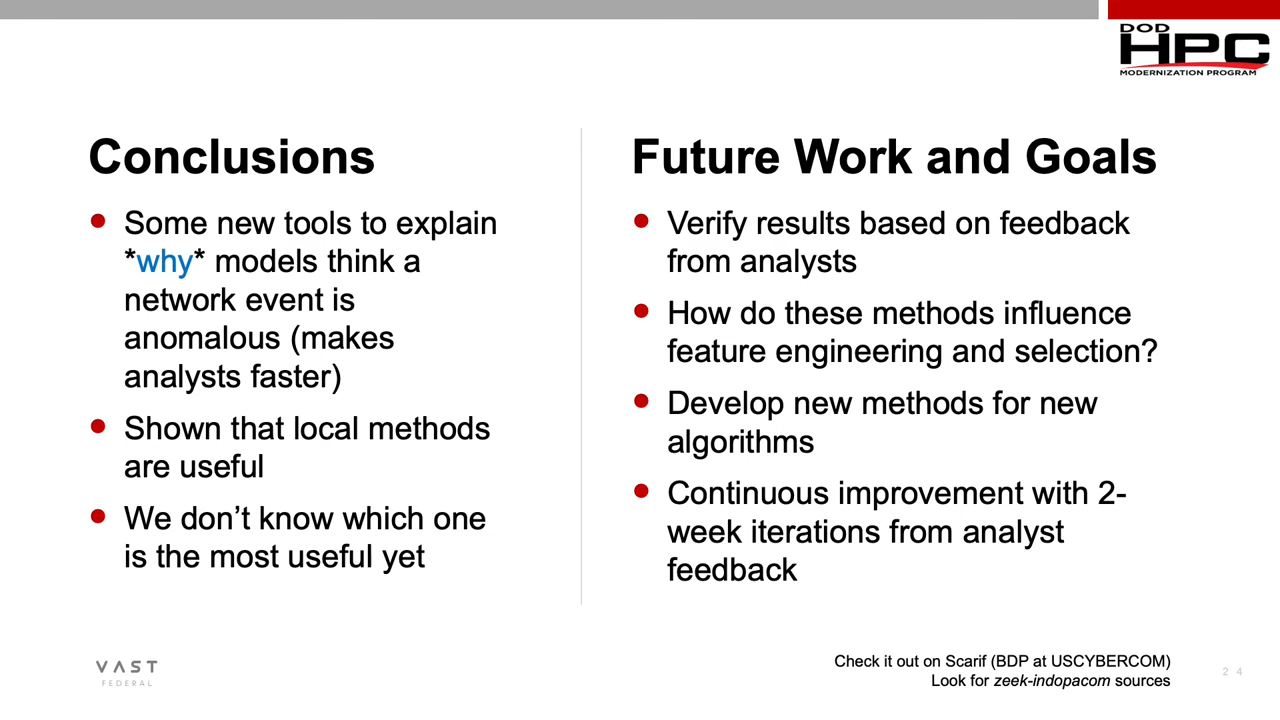 DOD
HPC
MODERNIZATION PROGRAM
Conclusions
Some new tools to explain
*why* models think a
network event is
anomalous (makes
analysts faster)
Shown that local methods
are useful
We don’t know which one
is the most useful yet
Future Work and Goals
Verify results based on feedback
from analysts
How do these methods influence
feature engineering and selection?
Develop new methods for new
algorithms
Continuous improvement with 2-
week iterations from analyst
feedback
VAST
FEDERAL
Check it out on Scarif (BDP at USCYBERCOM)
Look for zeek-indopacom sources
24